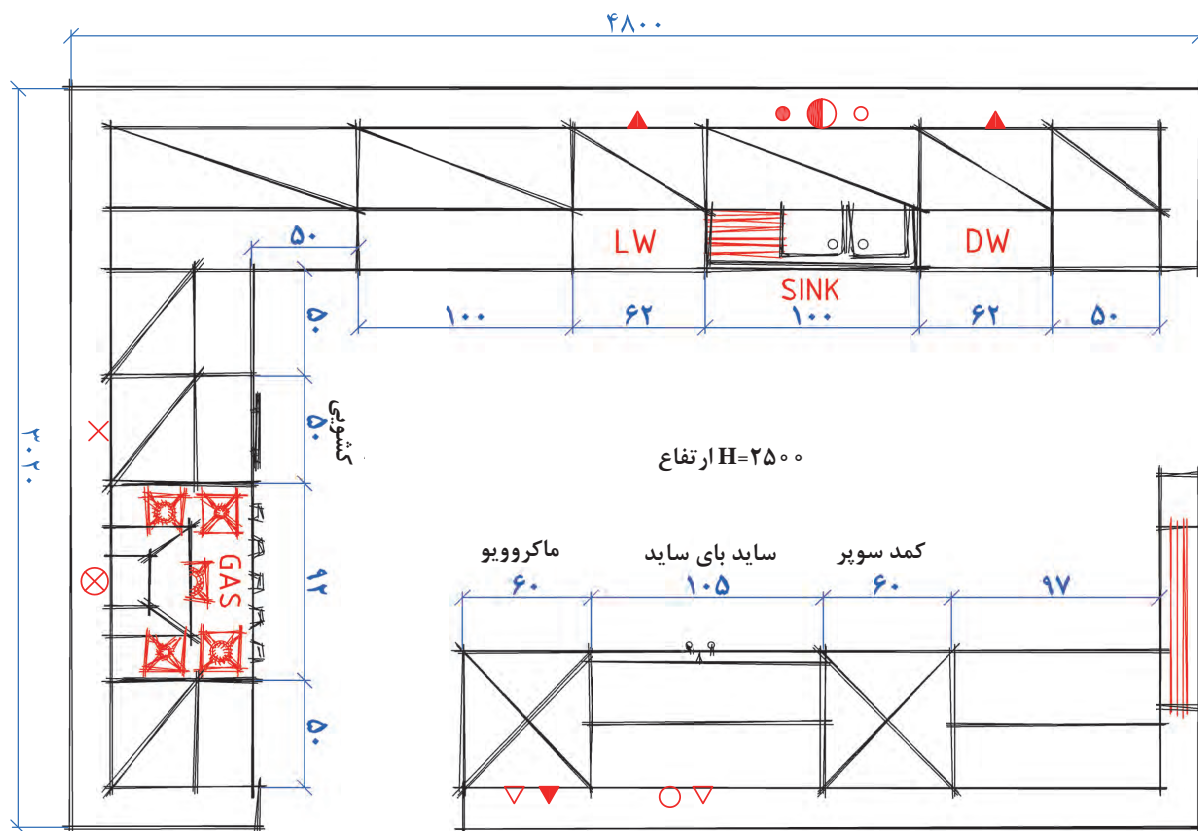 ۴۸۰۰
LW
DW
SINK
۵۰
۱۰۰
۶۲
۱۰۰
۶۲
۵۰
۳۰۲۰
۵۰
۵۰
کشویی
۹۲
GAS
۵۰
ارتفاع H=۲۵۰۰
ماکروویو
ساید بای ساید
کمد سوپر
۶۰
۱۰۵
۶۰
۹۷